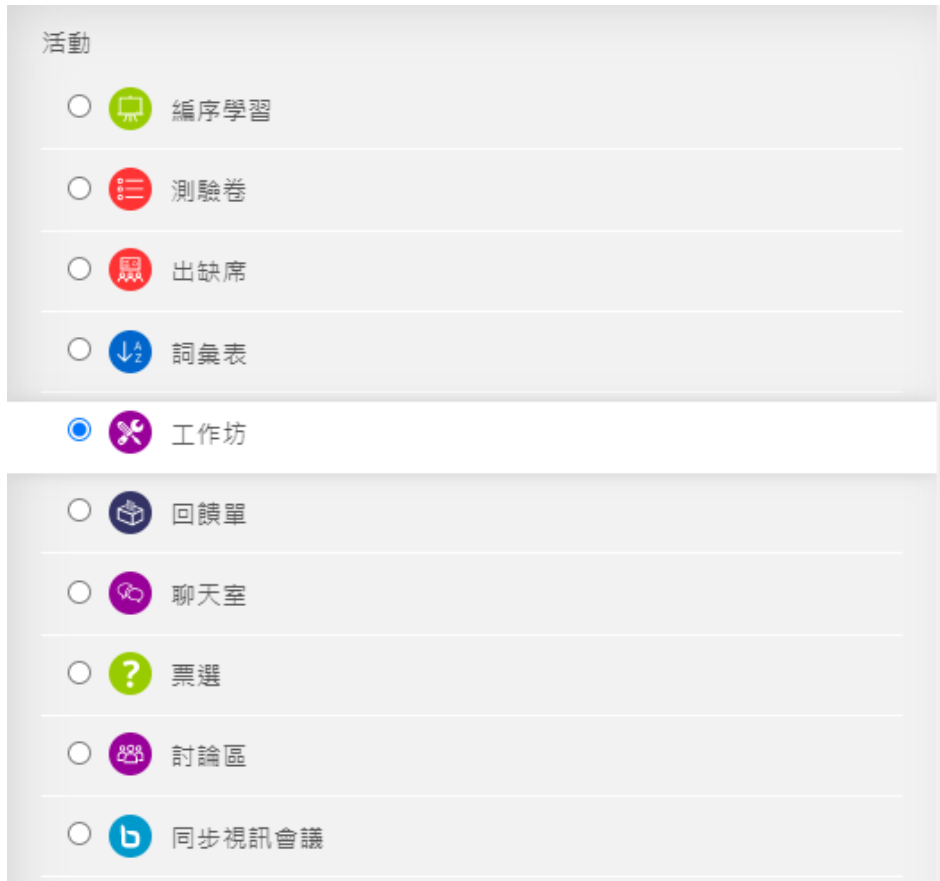 活動
編序學習
測驗卷
出缺席
詞彙表
工作坊
回饋單
聊天室
票選
討論區
同步視訊會議